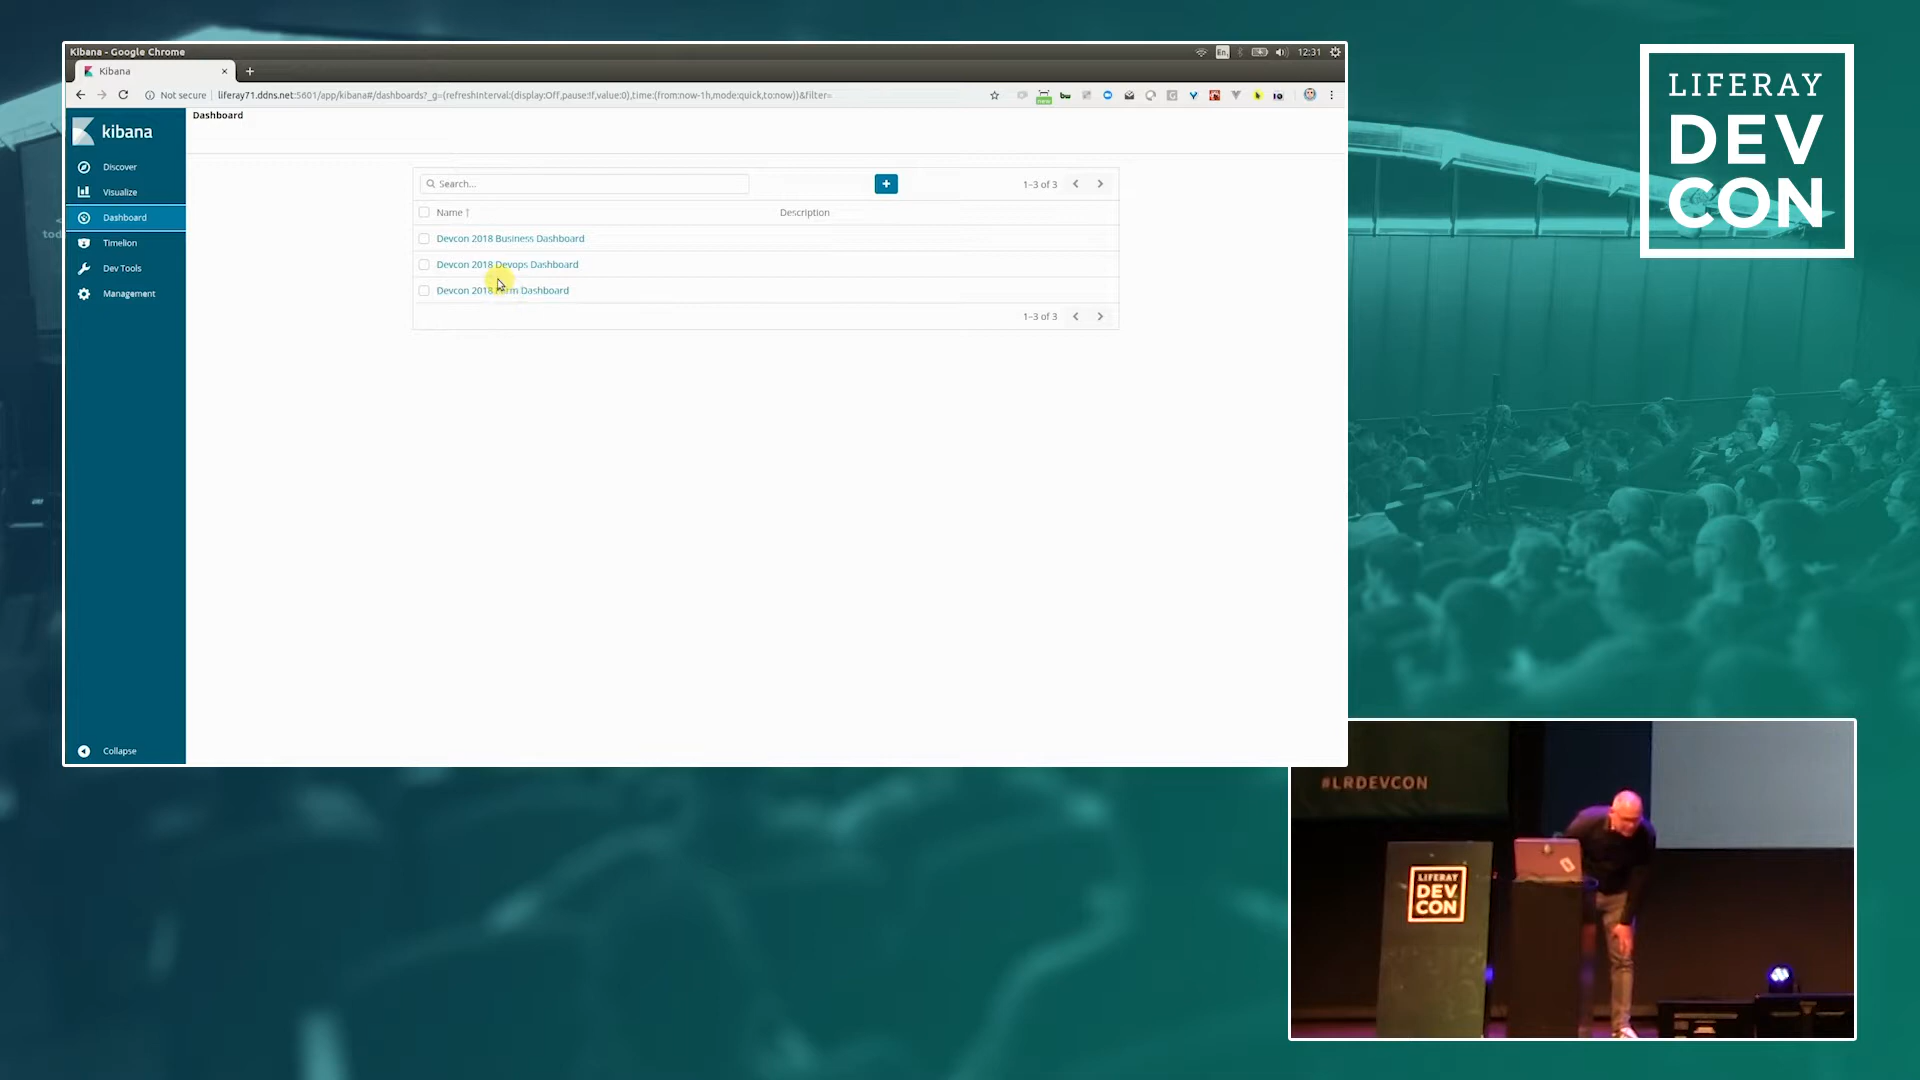 Kibana - Google Chrome
En
12:31
Kibana
Not secure
liferay71.ddns.net:5601/app/kibana#/dashboards?_g=(refreshInterval:(display:Off,pause:!f,value:0),time:(from:now-1h,mode:quick,to:now))&filter=
new
LIFERAY
DEV
CON
kibana
Dashboard
Discover
Visualize
Dashboard
Timelion
Dev Tools
Management
Collapse
Search...
1–3 of 3
Name
Description
Devcon 2018 Business Dashboard
Devcon 2018 Devops Dashboard
Devcon 2018 Dashboard
1–3 of 3
#LRDEVCON
LIFERAY
DEV
CON